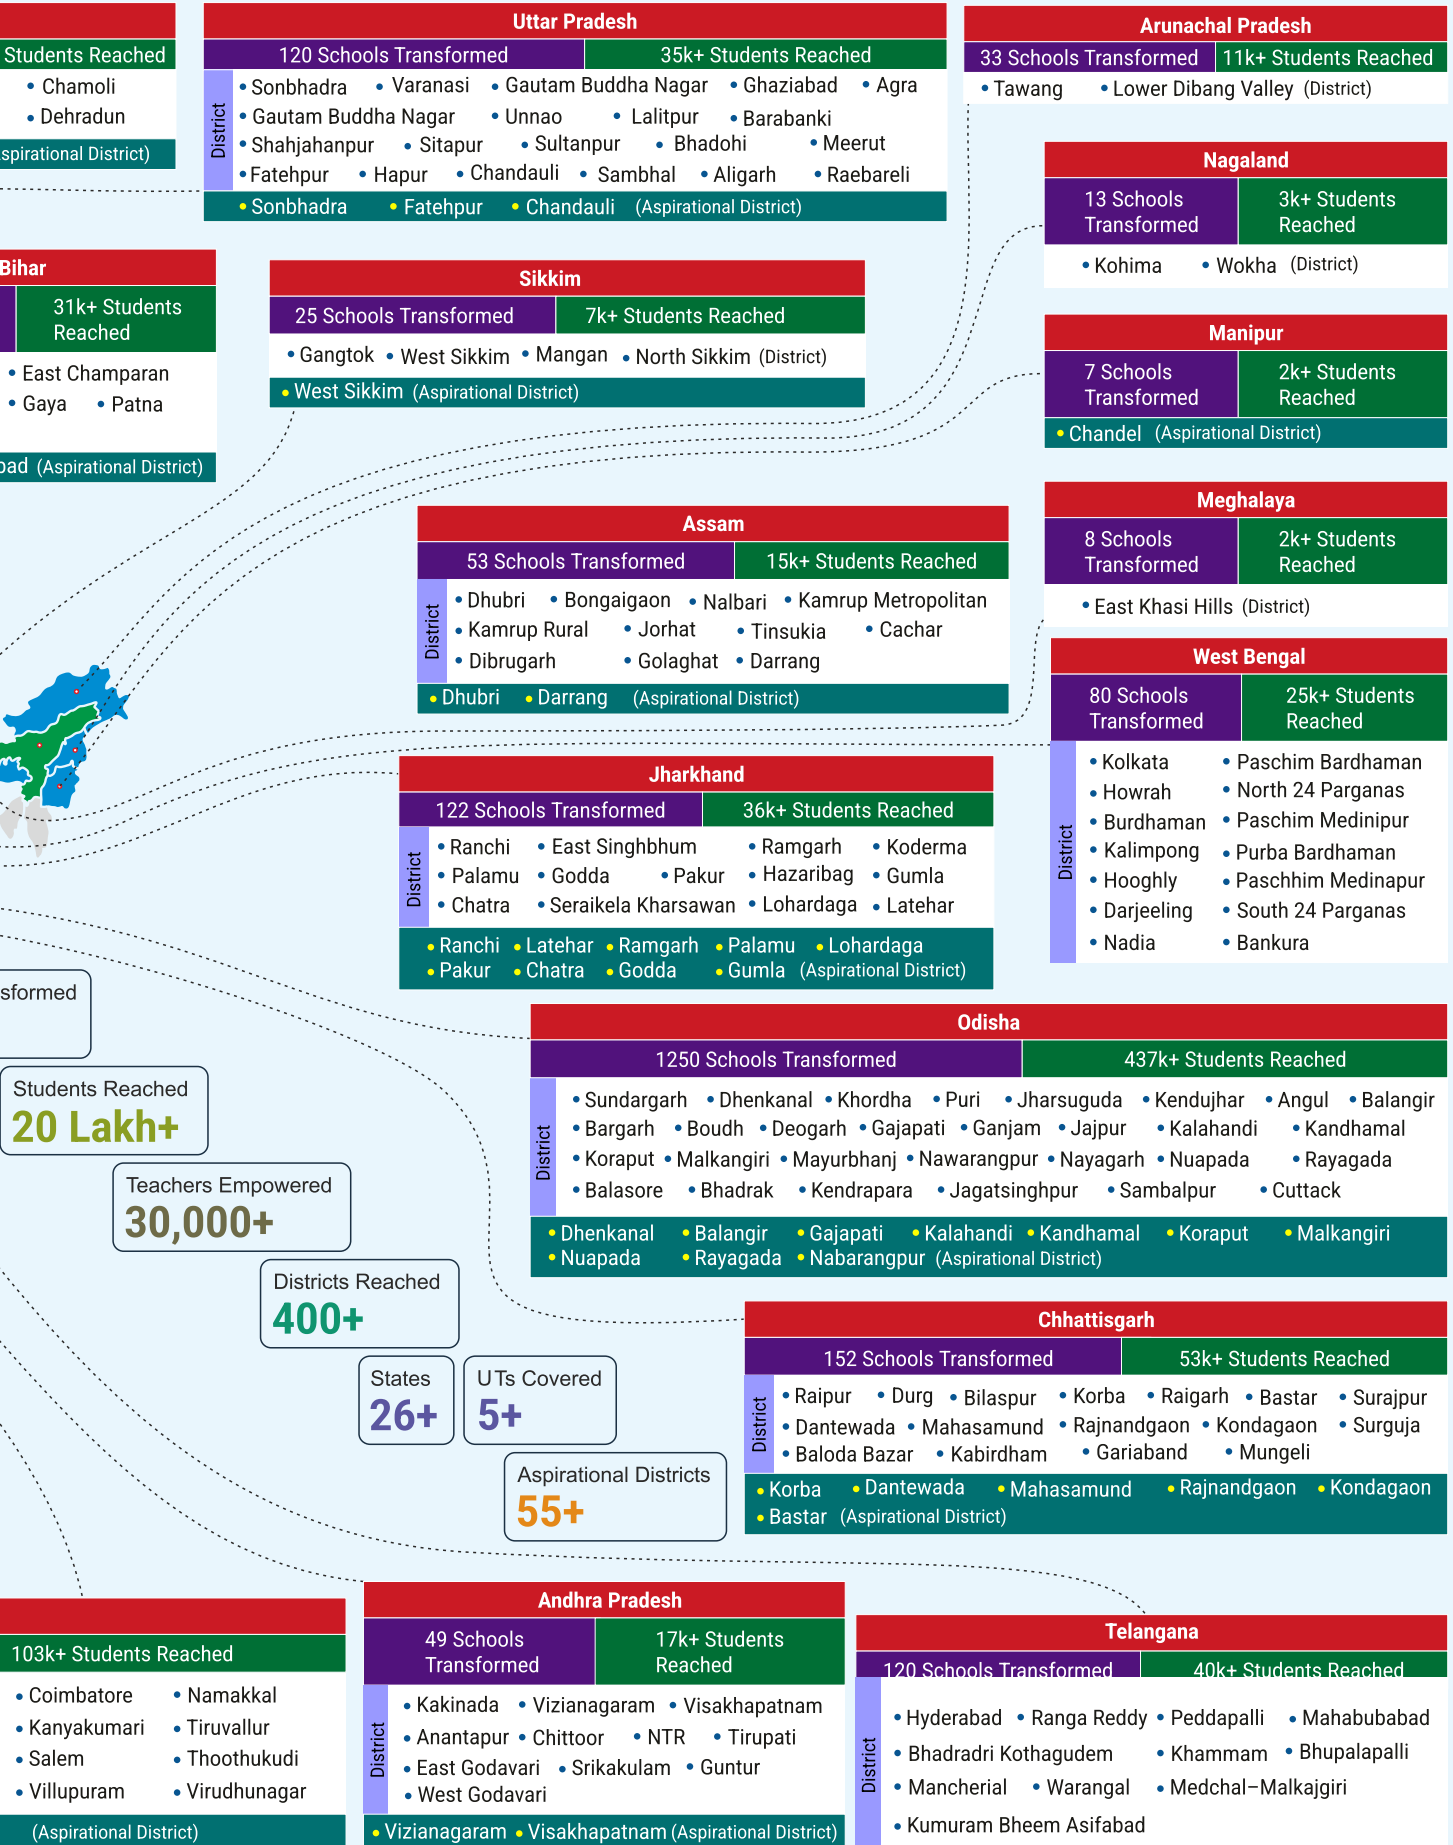 Students Reached
• Chamoli
• Dehradun
spirational District)
Uttar Pradesh
120 Schools Transformed
35k+ Students Reached
District
• Sonbhadra • Varanasi • Gautam Buddha Nagar • Ghaziabad • Agra
• Gautam Buddha Nagar • Unnao • Lalitpur • Barabanki
• Shahjahanpur • Sitapur • Sultanpur • Bhadohi • Meerut
• Fatehpur • Hapur • Chandauli • Sambhal • Aligarh • Raebareli
• Sonbhadra • Fatehpur • Chandauli (Aspirational District)
Arunachal Pradesh
33 Schools Transformed
11k+ Students Reached
• Tawang • Lower Dibang Valley (District)
Nagaland
13 Schools
Transformed
3k+ Students
Reached
• Kohima • Wokha (District)
Bihar
31k+ Students
Reached
• East Champaran
• Gaya • Patna
bad (Aspirational District)
Sikkim
25 Schools Transformed
7k+ Students Reached
• Gangtok • West Sikkim • Mangan • North Sikkim (District)
• West Sikkim (Aspirational District)
Manipur
7 Schools
Transformed
2k+ Students
Reached
• Chandel (Aspirational District)
Meghalaya
8 Schools
Transformed
2k+ Students
Reached
• East Khasi Hills (District)
Assam
53 Schools Transformed
15k+ Students Reached
District
• Dhubri • Bongaigaon • Nalbari • Kamrup Metropolitan
• Kamrup Rural • Jorhat • Tinsukia • Cachar
• Dibrugarh • Golaghat • Darrang
• Dhubri • Darrang (Aspirational District)
West Bengal
80 Schools
Transformed
25k+ Students
Reached
District
• Kolkata • Paschim Bardhaman
• Howrah • North 24 Parganas
• Burdhaman • Paschim Medinipur
• Kalimpong • Purba Bardhaman
• Hooghly • Paschhim Medinapur
• Darjeeling • South 24 Parganas
• Nadia • Bankura
Jharkhand
122 Schools Transformed
36k+ Students Reached
District
• Ranchi • East Singhbhum • Ramgarh • Koderma
• Palamu • Godda • Pakur • Hazaribag • Gumla
• Chatra • Seraikela Kharsawan • Lohardaga • Latehar
• Ranchi • Latehar • Ramgarh • Palamu • Lohardaga
• Pakur • Chatra • Godda • Gumla (Aspirational District)
sformed
Students Reached
20 Lakh+
Teachers Empowered
30,000+
Districts Reached
400+
States
26+
UTs Covered
5+
Aspirational Districts
55+
Odisha
1250 Schools Transformed
437k+ Students Reached
District
• Sundargarh • Dhenkanal • Khordha • Puri • Jharsuguda • Kendujhar • Angul • Balangir
• Bargarh • Boudh • Deogarh • Gajapati • Ganjam • Jajpur • Kalahandi • Kandhamal
• Koraput • Malkangiri • Mayurbhanj • Nawarangpur • Nayagarh • Nuapada • Rayagada
• Balasore • Bhadrak • Kendrapara • Jagatsinghpur • Sambalpur • Cuttack
• Dhenkanal • Balangir • Gajapati • Kalahandi • Kandhamal • Koraput • Malkangiri
• Nuapada • Rayagada • Nabarangpur (Aspirational District)
Chhattisgarh
152 Schools Transformed
53k+ Students Reached
District
• Raipur • Durg • Bilaspur • Korba • Raigarh • Bastar • Surajpur
• Dantewada • Mahasamund • Rajnandgaon • Kondagaon • Surguja
• Baloda Bazar • Kabirdham • Gariaband • Mungeli
• Korba • Dantewada • Mahasamund • Rajnandgaon • Kondagaon
• Bastar (Aspirational District)
103k+ Students Reached
• Coimbatore • Namakkal
• Kanyakumari • Tiruvallur
• Salem • Thoothukudi
• Villupuram • Virudhunagar
(Aspirational District)
Andhra Pradesh
49 Schools
Transformed
17k+ Students
Reached
District
• Kakinada • Vizianagaram • Visakhapatnam
• Anantapur • Chittoor • NTR • Tirupati
• East Godavari • Srikakulam • Guntur
• West Godavari
• Vizianagaram • Visakhapatnam (Aspirational District)
Telangana
120 Schools Transformed
40k+ Students Reached
District
• Hyderabad • Ranga Reddy • Peddapalli • Mahabubabad
• Bhadradri Kothagudem • Khammam • Bhupalapalli
• Mancherial • Warangal • Medchal–Malkajgiri
• Kumuram Bheem Asifabad